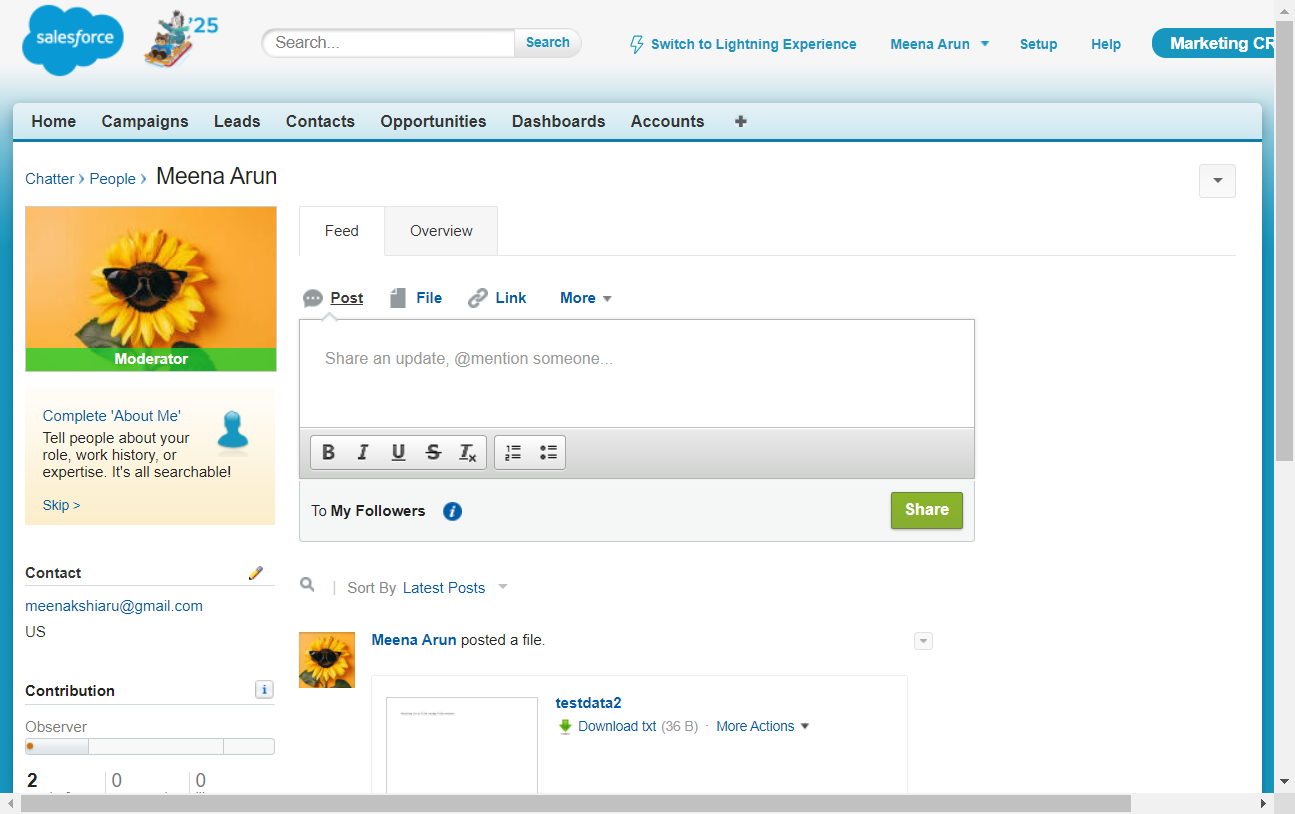 salesforce
'25
Search...
Search
Switch to Lightning Experience
Meena Arun
Setup
Help
Marketing CR
Home
Campaigns
Leads
Contacts
Opportunities
Dashboards
Accounts
Chatter › People › Meena Arun
Moderator
Feed
Overview
Post
File
Link
More
Share an update, @mention someone...
B I U S Tx
To My Followers
Share
Complete 'About Me'
Tell people about your
role, work history, or
expertise. It's all searchable!
Skip >
Contact
meenakshiaru@gmail.com
US
Contribution
Observer
2
0
0
Sort By Latest Posts
Meena Arun posted a file.
testdata2
Download txt (36 B) · More Actions